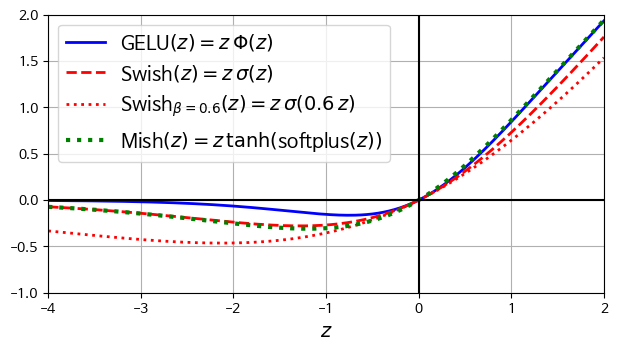 2.0
1.5
1.0
0.5
0.0
−0.5
−1.0
GELU(z) = z Φ(z)
Swish(z) = z σ(z)
Swishβ = 0.6(z) = z σ(0.6 z)
Mish(z) = z tanh(softplus(z))
−4 −3 −2 −1 0 1 2
z